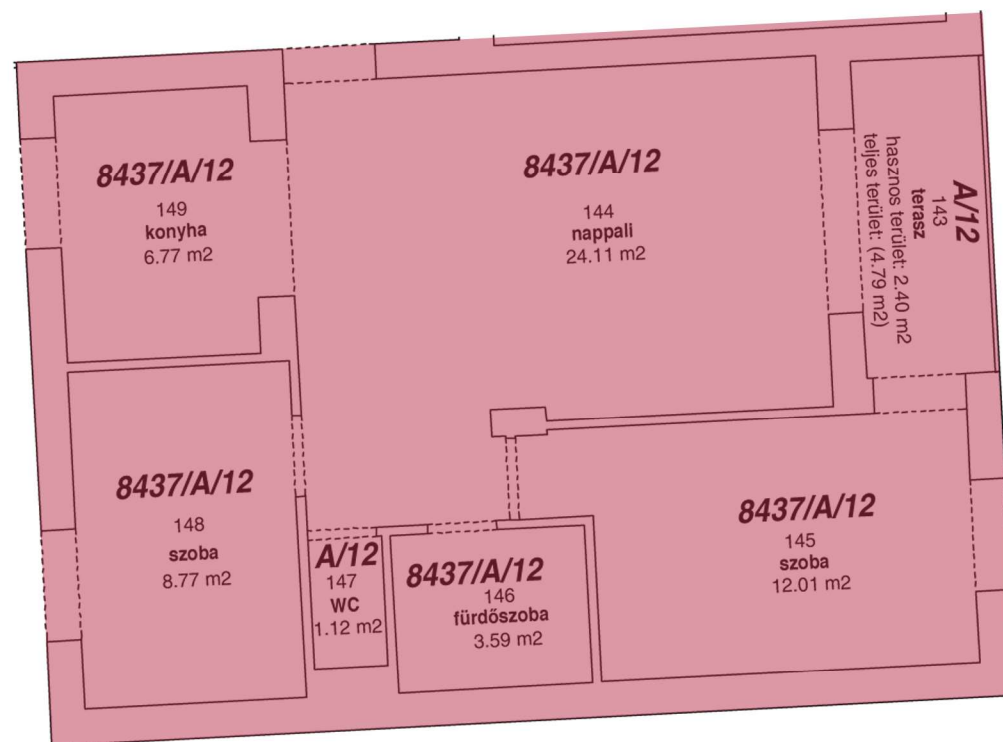 8437/A/12
149
konyha
6.77 m2
8437/A/12
144
nappali
24.11 m2
A/12
143
terasz
hasznos terület: 2.40 m2
teljes terület: (4.79 m2)
8437/A/12
148
szoba
8.77 m2
A/12
147
WC
1.12 m2
8437/A/12
146
fürdőszoba
3.59 m2
8437/A/12
145
szoba
12.01 m2